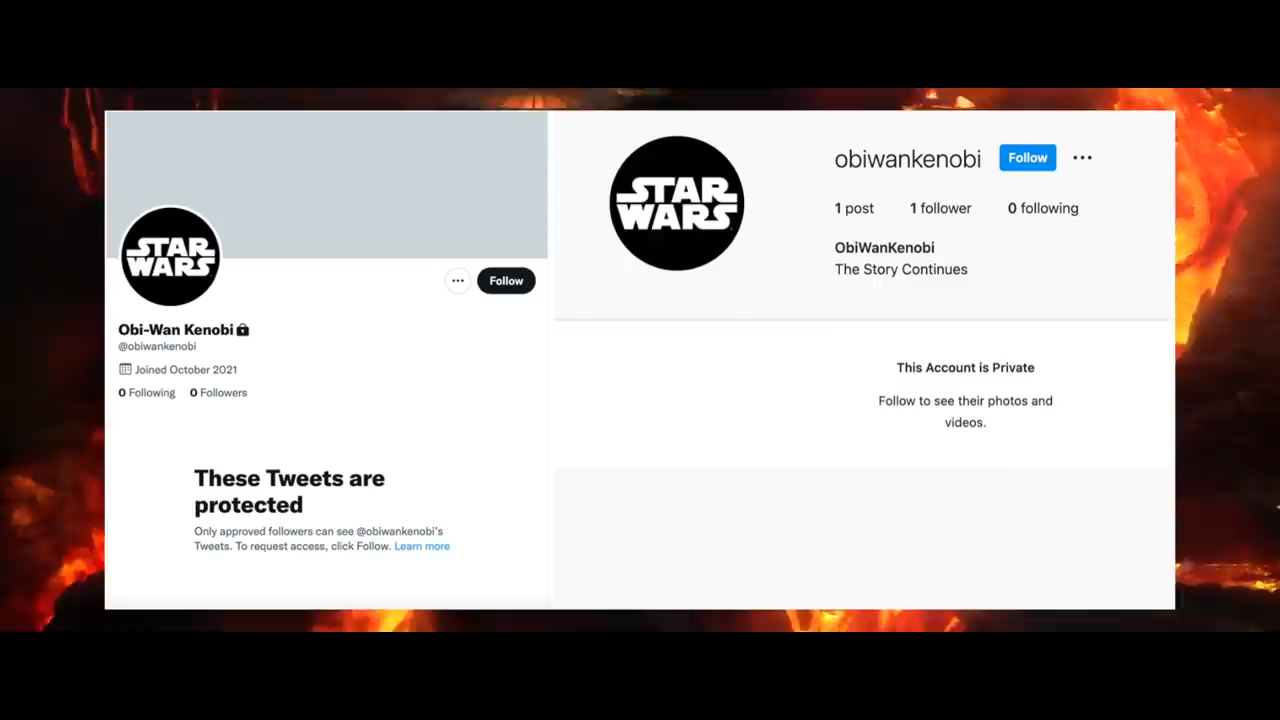 STAR
WARS
Obi-Wan Kenobi
@obiwankenobi
Joined October 2021
0 Following 0 Followers
Follow
These Tweets are
protected
Only approved followers can see @obiwankenobi's
Tweets. To request access, click Follow. Learn more
STAR
WARS
obiwankenobi Follow
1 post 1 follower 0 following
ObiWanKenobi
The Story Continues
This Account is Private
Follow to see their photos and
videos.